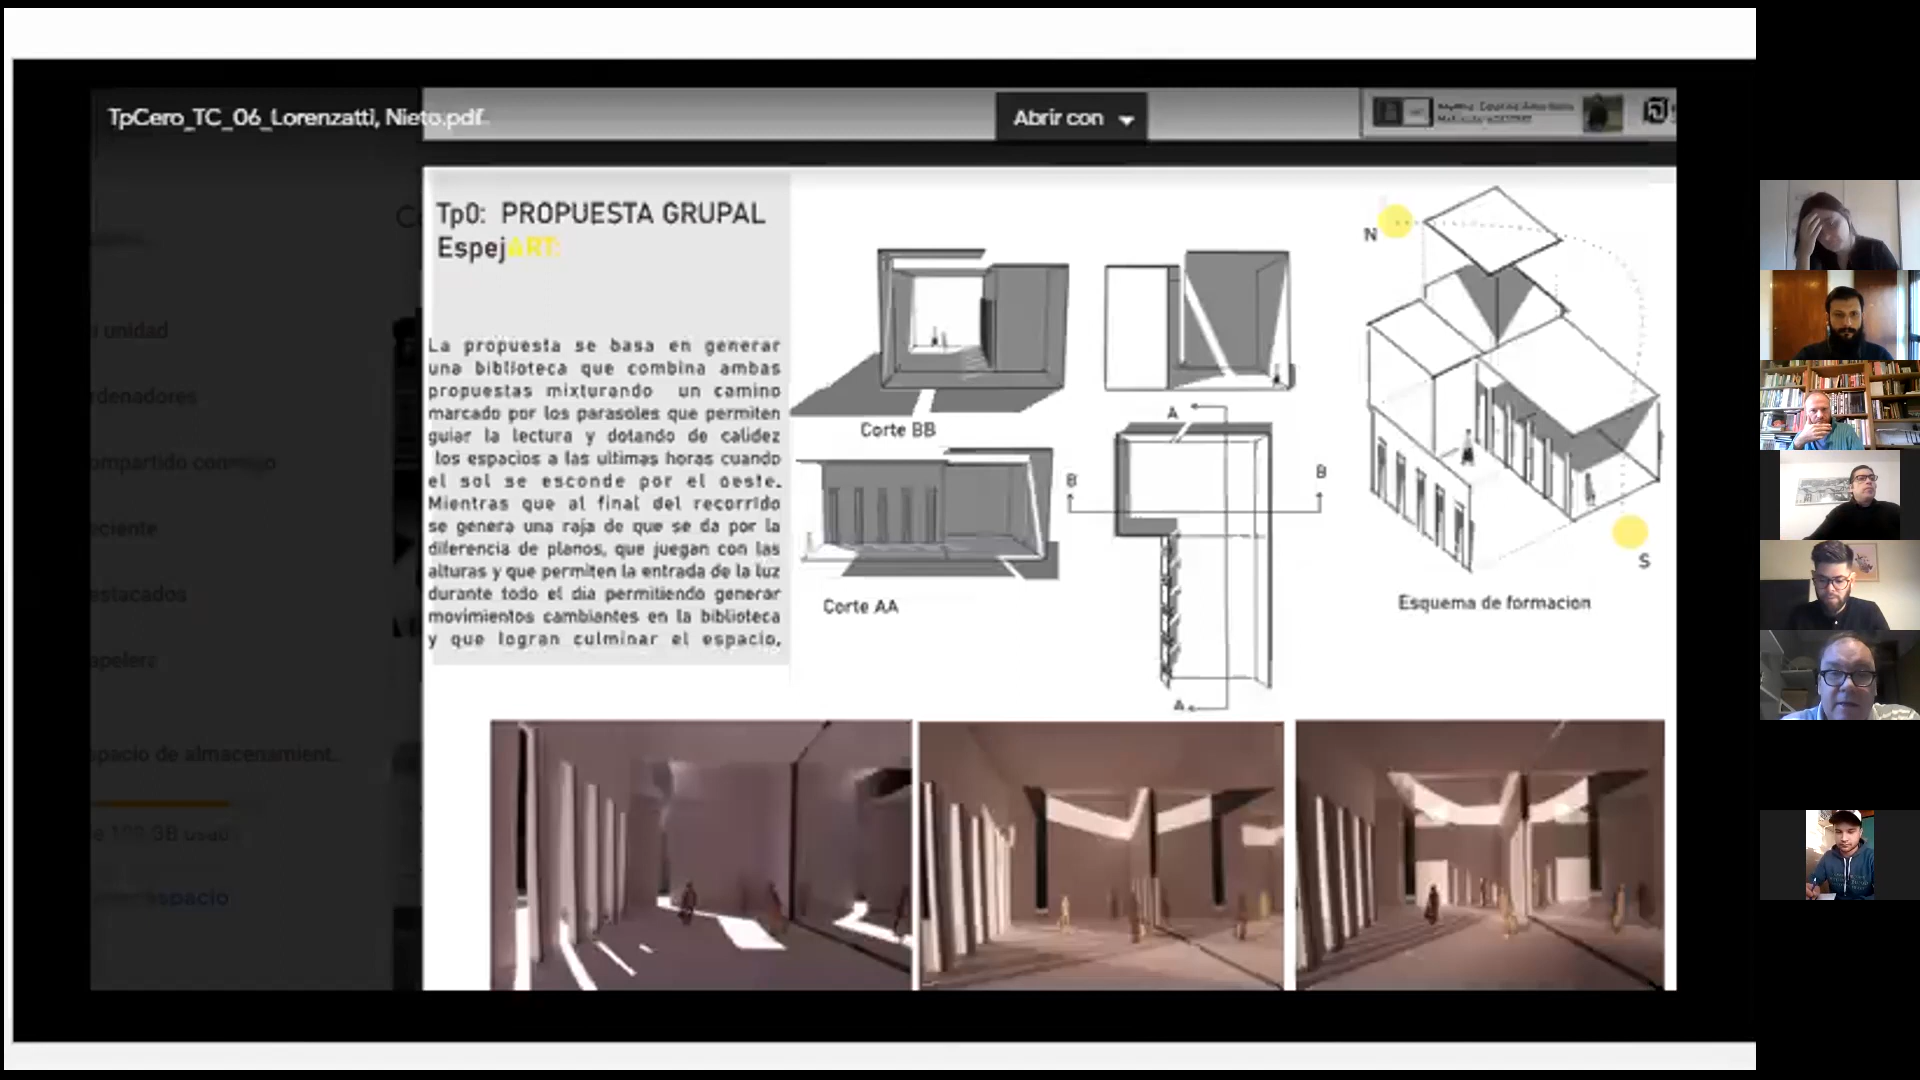 TpCero_TC_06_Lorenzatti, Nieto.pdf
Abrir con
Tp0: PROPUESTA GRUPAL
EspejART:
La propuesta se basa en generar
una biblioteca que combina ambas
propuestas mixturando un camino
marcado por los parasoles que permiten
guiar la lectura y dotando de calidez
los espacios a las ultimas horas cuando
el sol se esconde por el oeste.
Mientras que al final del recorrido
se genera una raja de que se da por la
diferencia de planos, que juegan con las
alturas y que permiten la entrada de la luz
durante todo el dia permitiendo generar
movimientos cambiantes en la biblioteca
y que logran culminar el espacio,
Corte BB
Corte AA
A
B
B
A
N
S
Esquema de formacion
unidad
rdenadores
ompartido conmigo
eciente
estacados
apelera
spacio de almacenamient...
espacio